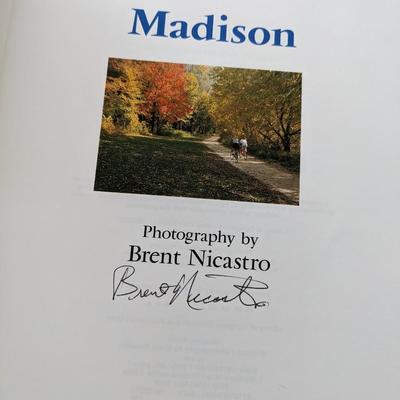 Madison
Photography by
Brent Nicastro
Brent Nicastro